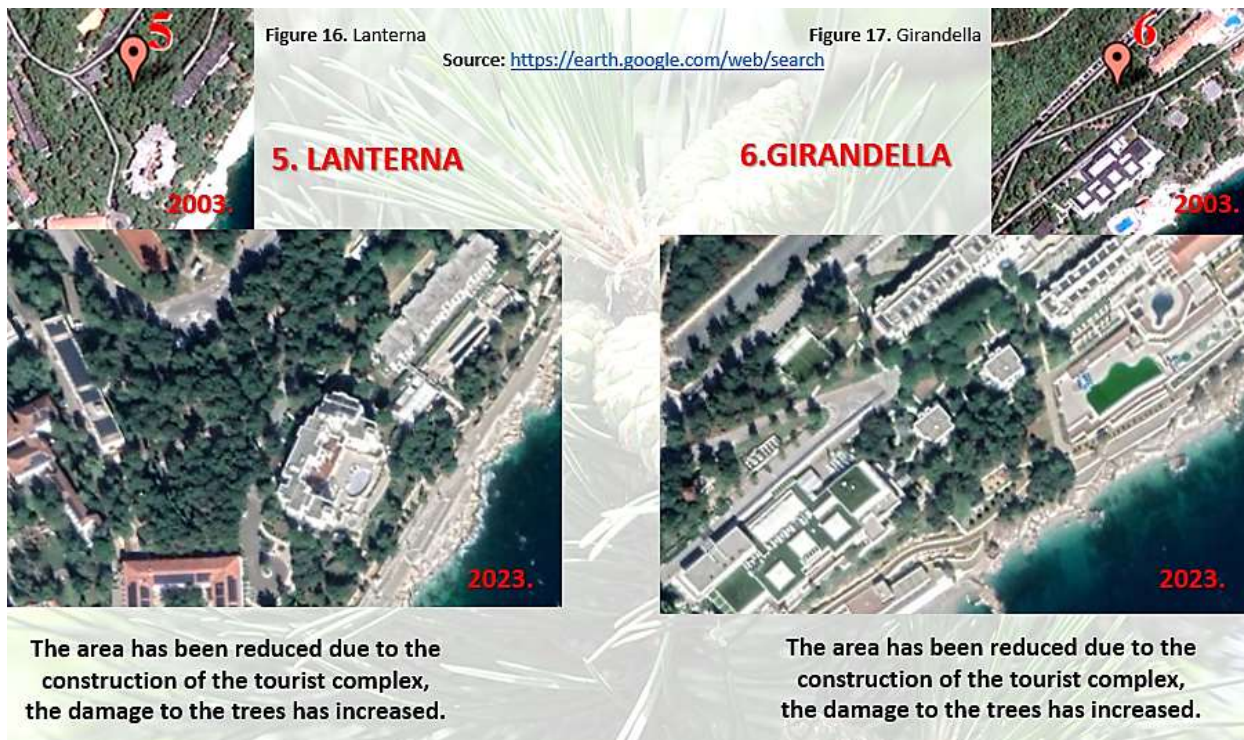 5
Figure 16. Lanterna
Figure 17. Girandella
6
Source: https://earth.google.com/web/search
5. LANTERNA
6.GIRANDELLA
2003.
2003.
2023.
2023.
The area has been reduced due to the
construction of the tourist complex,
the damage to the trees has increased.
The area has been reduced due to the
construction of the tourist complex,
the damage to the trees has increased.